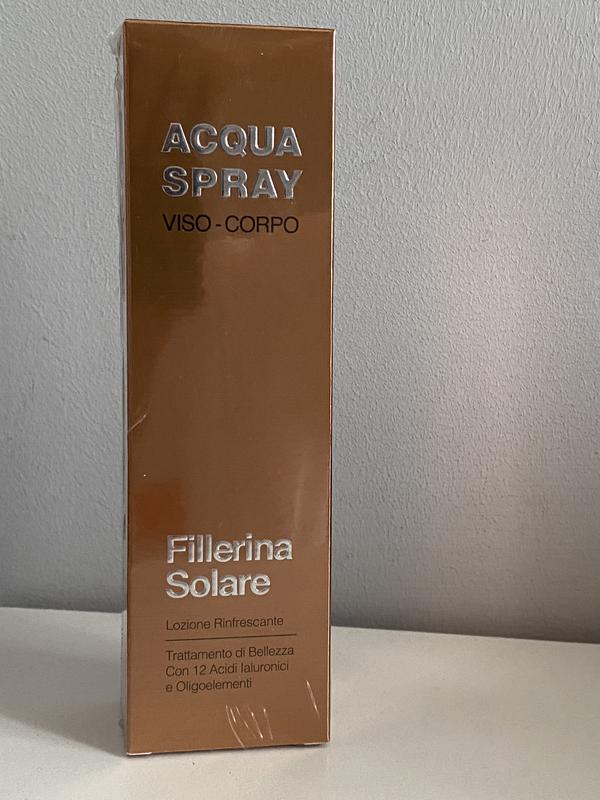 ACQUA
SPRAY
VISO - CORPO
Fillerina
Solare
Lozione Rinfrescante
Trattamento di Bellezza
Con 12 Acidi Ialuronici
e Oligoelementi